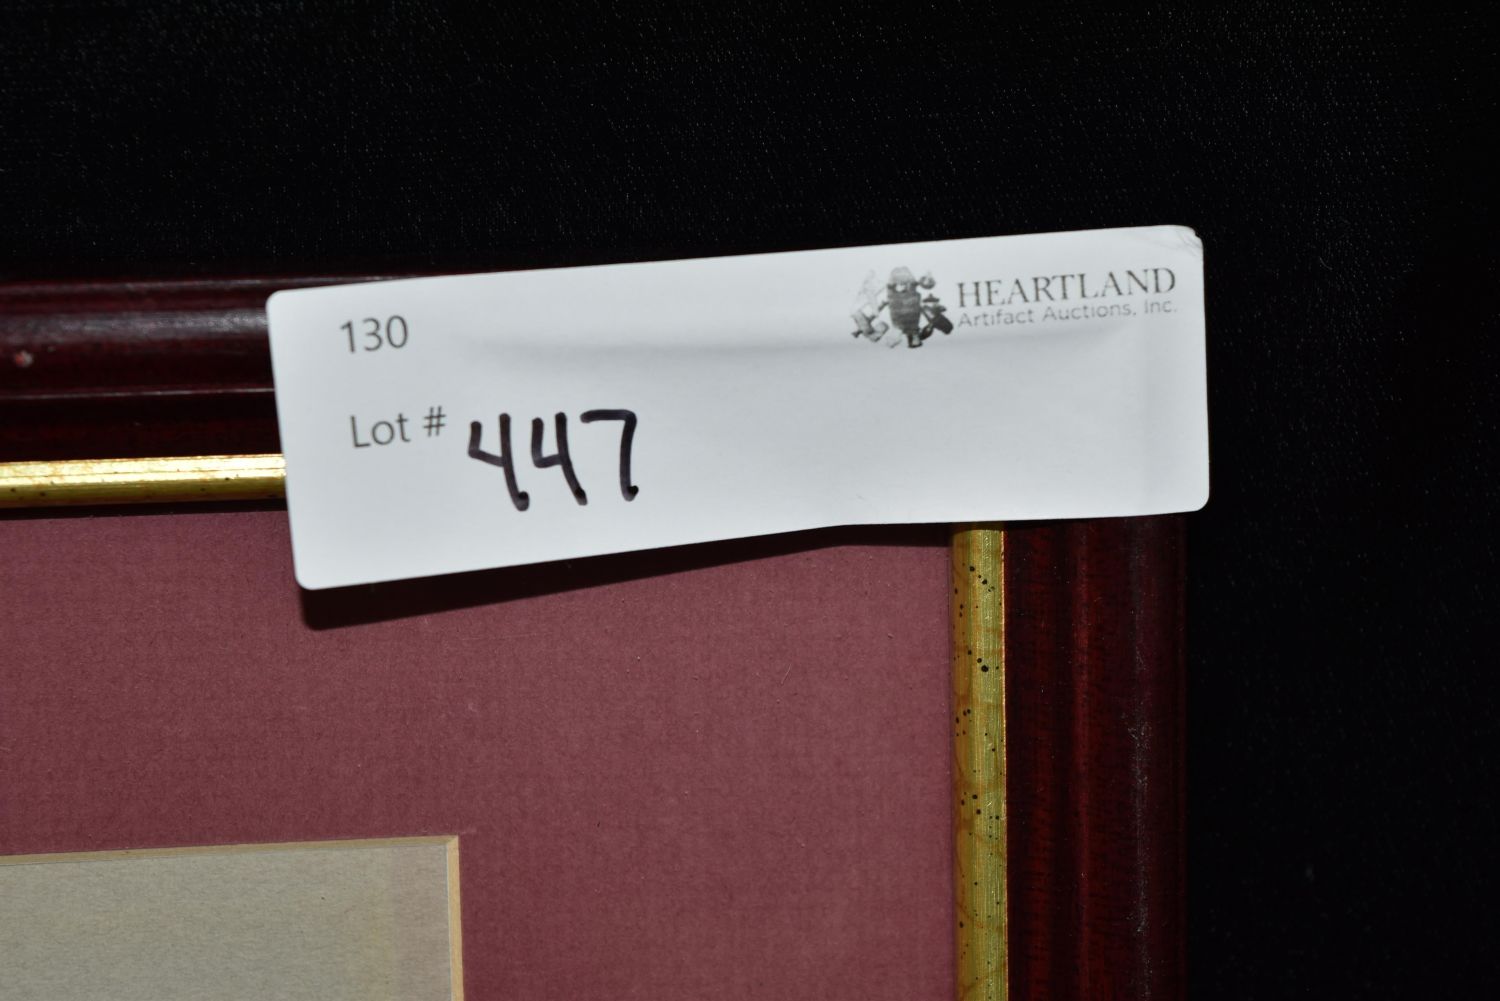 130
HEARTLAND
Artifact Auctions, Inc.
Lot # 447